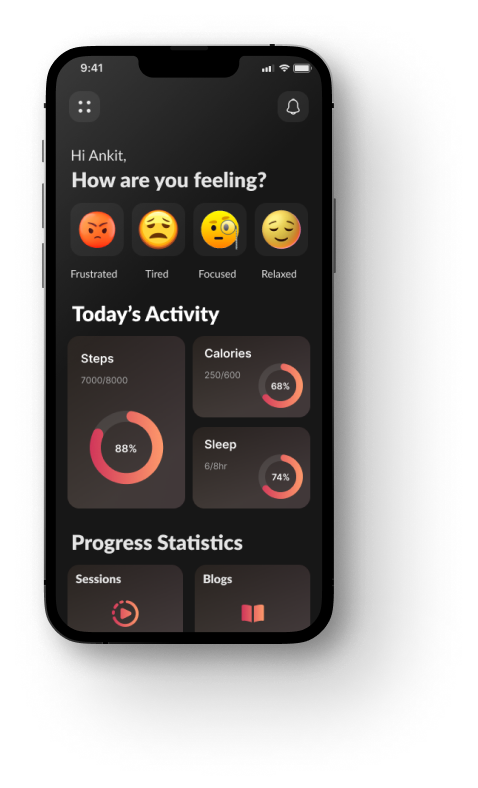 9:41
Hi Ankit,
How are you feeling?
Frustrated
Tired
Focused
Relaxed
Today's Activity
Steps
7000/8000
88%
Calories
250/600
68%
Sleep
6/8hr
74%
Progress Statistics
Sessions
Blogs